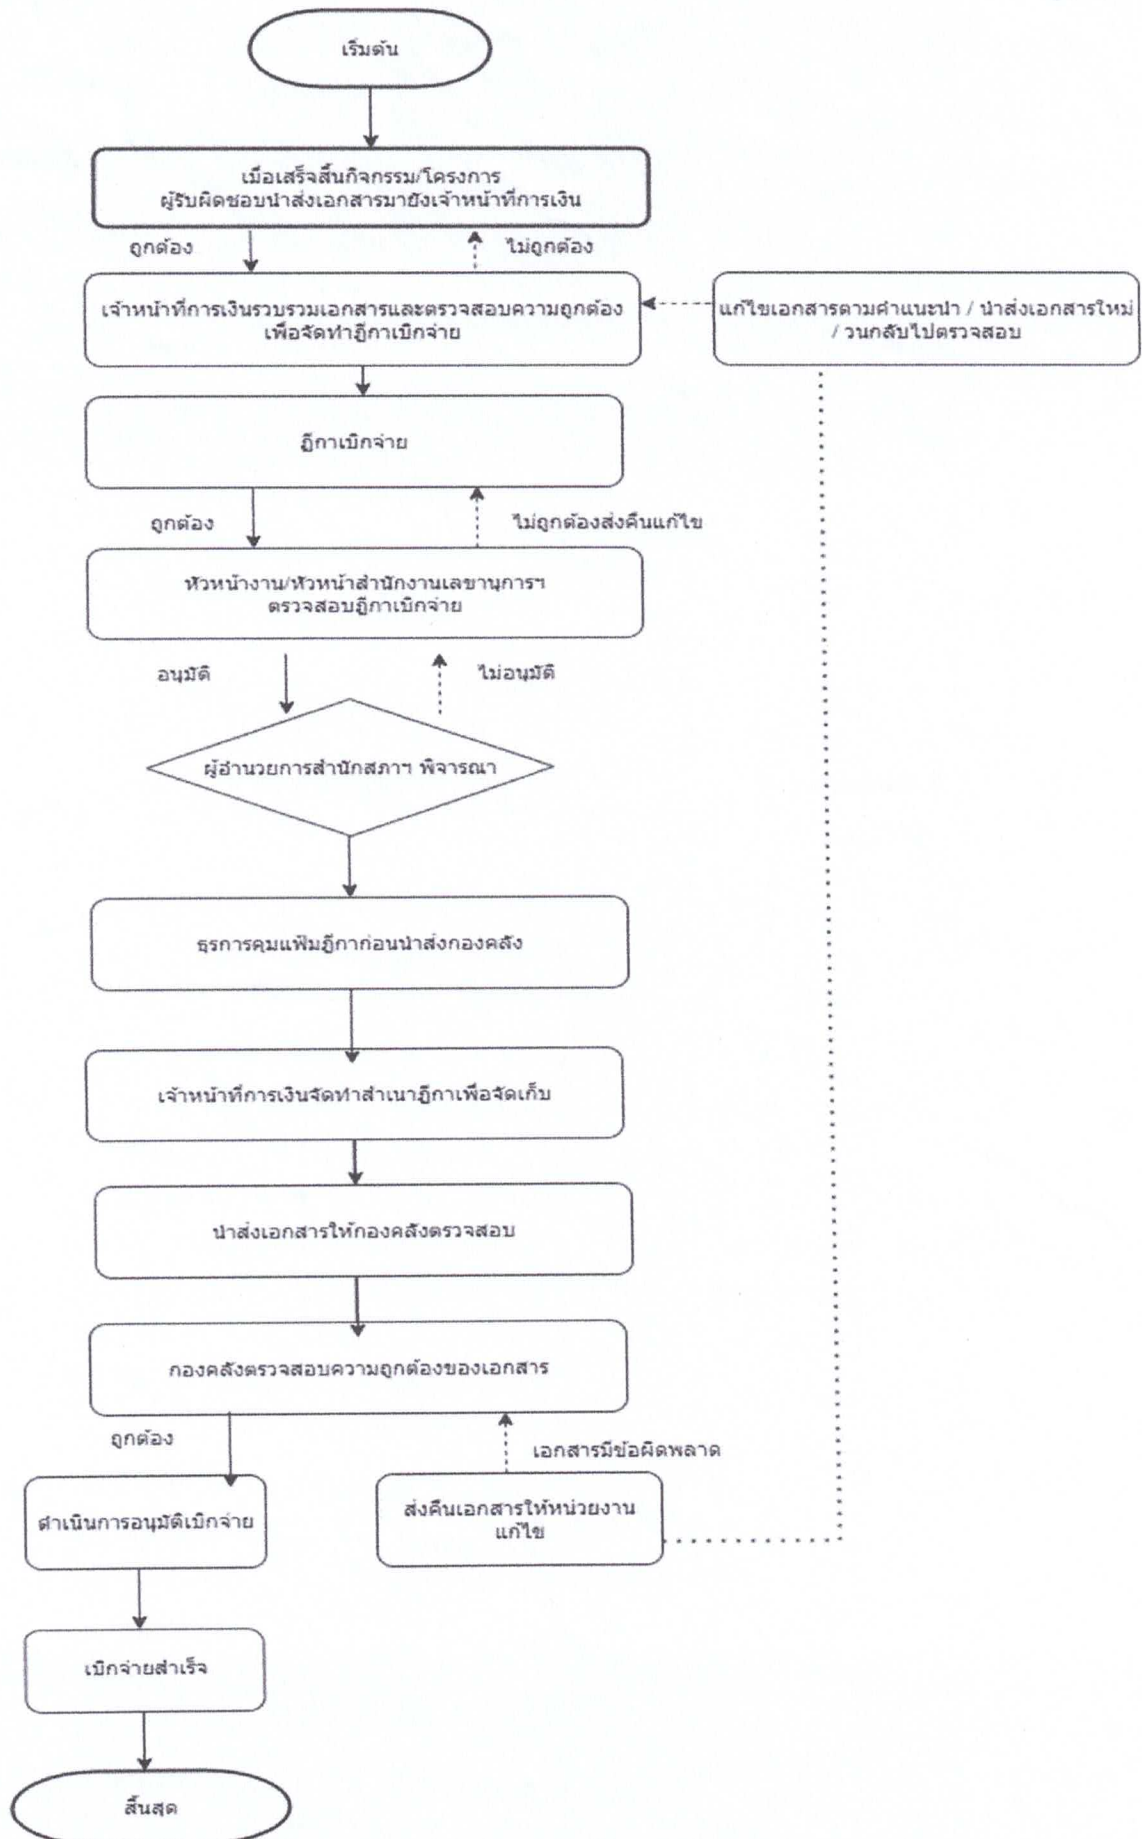 เริ่มต้น
เมื่อเสร็จสิ้นกิจกรรม/โครงการ
ผู้รับผิดชอบนำส่งเอกสารมายังเจ้าหน้าที่การเงิน
ถูกต้อง
ไม่ถูกต้อง
เจ้าหน้าที่การเงินรวบรวมเอกสารและตรวจสอบความถูกต้อง
เพื่อจัดทำฎีกาเบิกจ่าย
แก้ไขเอกสารตามคำแนะนำ / นำส่งเอกสารใหม่
/ วนกลับไปตรวจสอบ
ฎีกาเบิกจ่าย
ถูกต้อง
ไม่ถูกต้องส่งคืนแก้ไข
หัวหน้างาน/หัวหน้าสำนักงานเลขานุการฯ
ตรวจสอบฎีกาเบิกจ่าย
อนุมัติ
ไม่อนุมัติ
ผู้อำนวยการสำนักสภาฯ พิจารณา
ธุรการคุมแฟ้มฎีกาก่อนนำส่งกองคลัง
เจ้าหน้าที่การเงินจัดทำสำเนาฎีกาเพื่อจัดเก็บ
นำส่งเอกสารให้กองคลังตรวจสอบ
กองคลังตรวจสอบความถูกต้องของเอกสาร
ถูกต้อง
เอกสารมีข้อผิดพลาด
ดำเนินการอนุมัติเบิกจ่าย
ส่งคืนเอกสารให้หน่วยงาน
แก้ไข
เบิกจ่ายสำเร็จ
สิ้นสุด